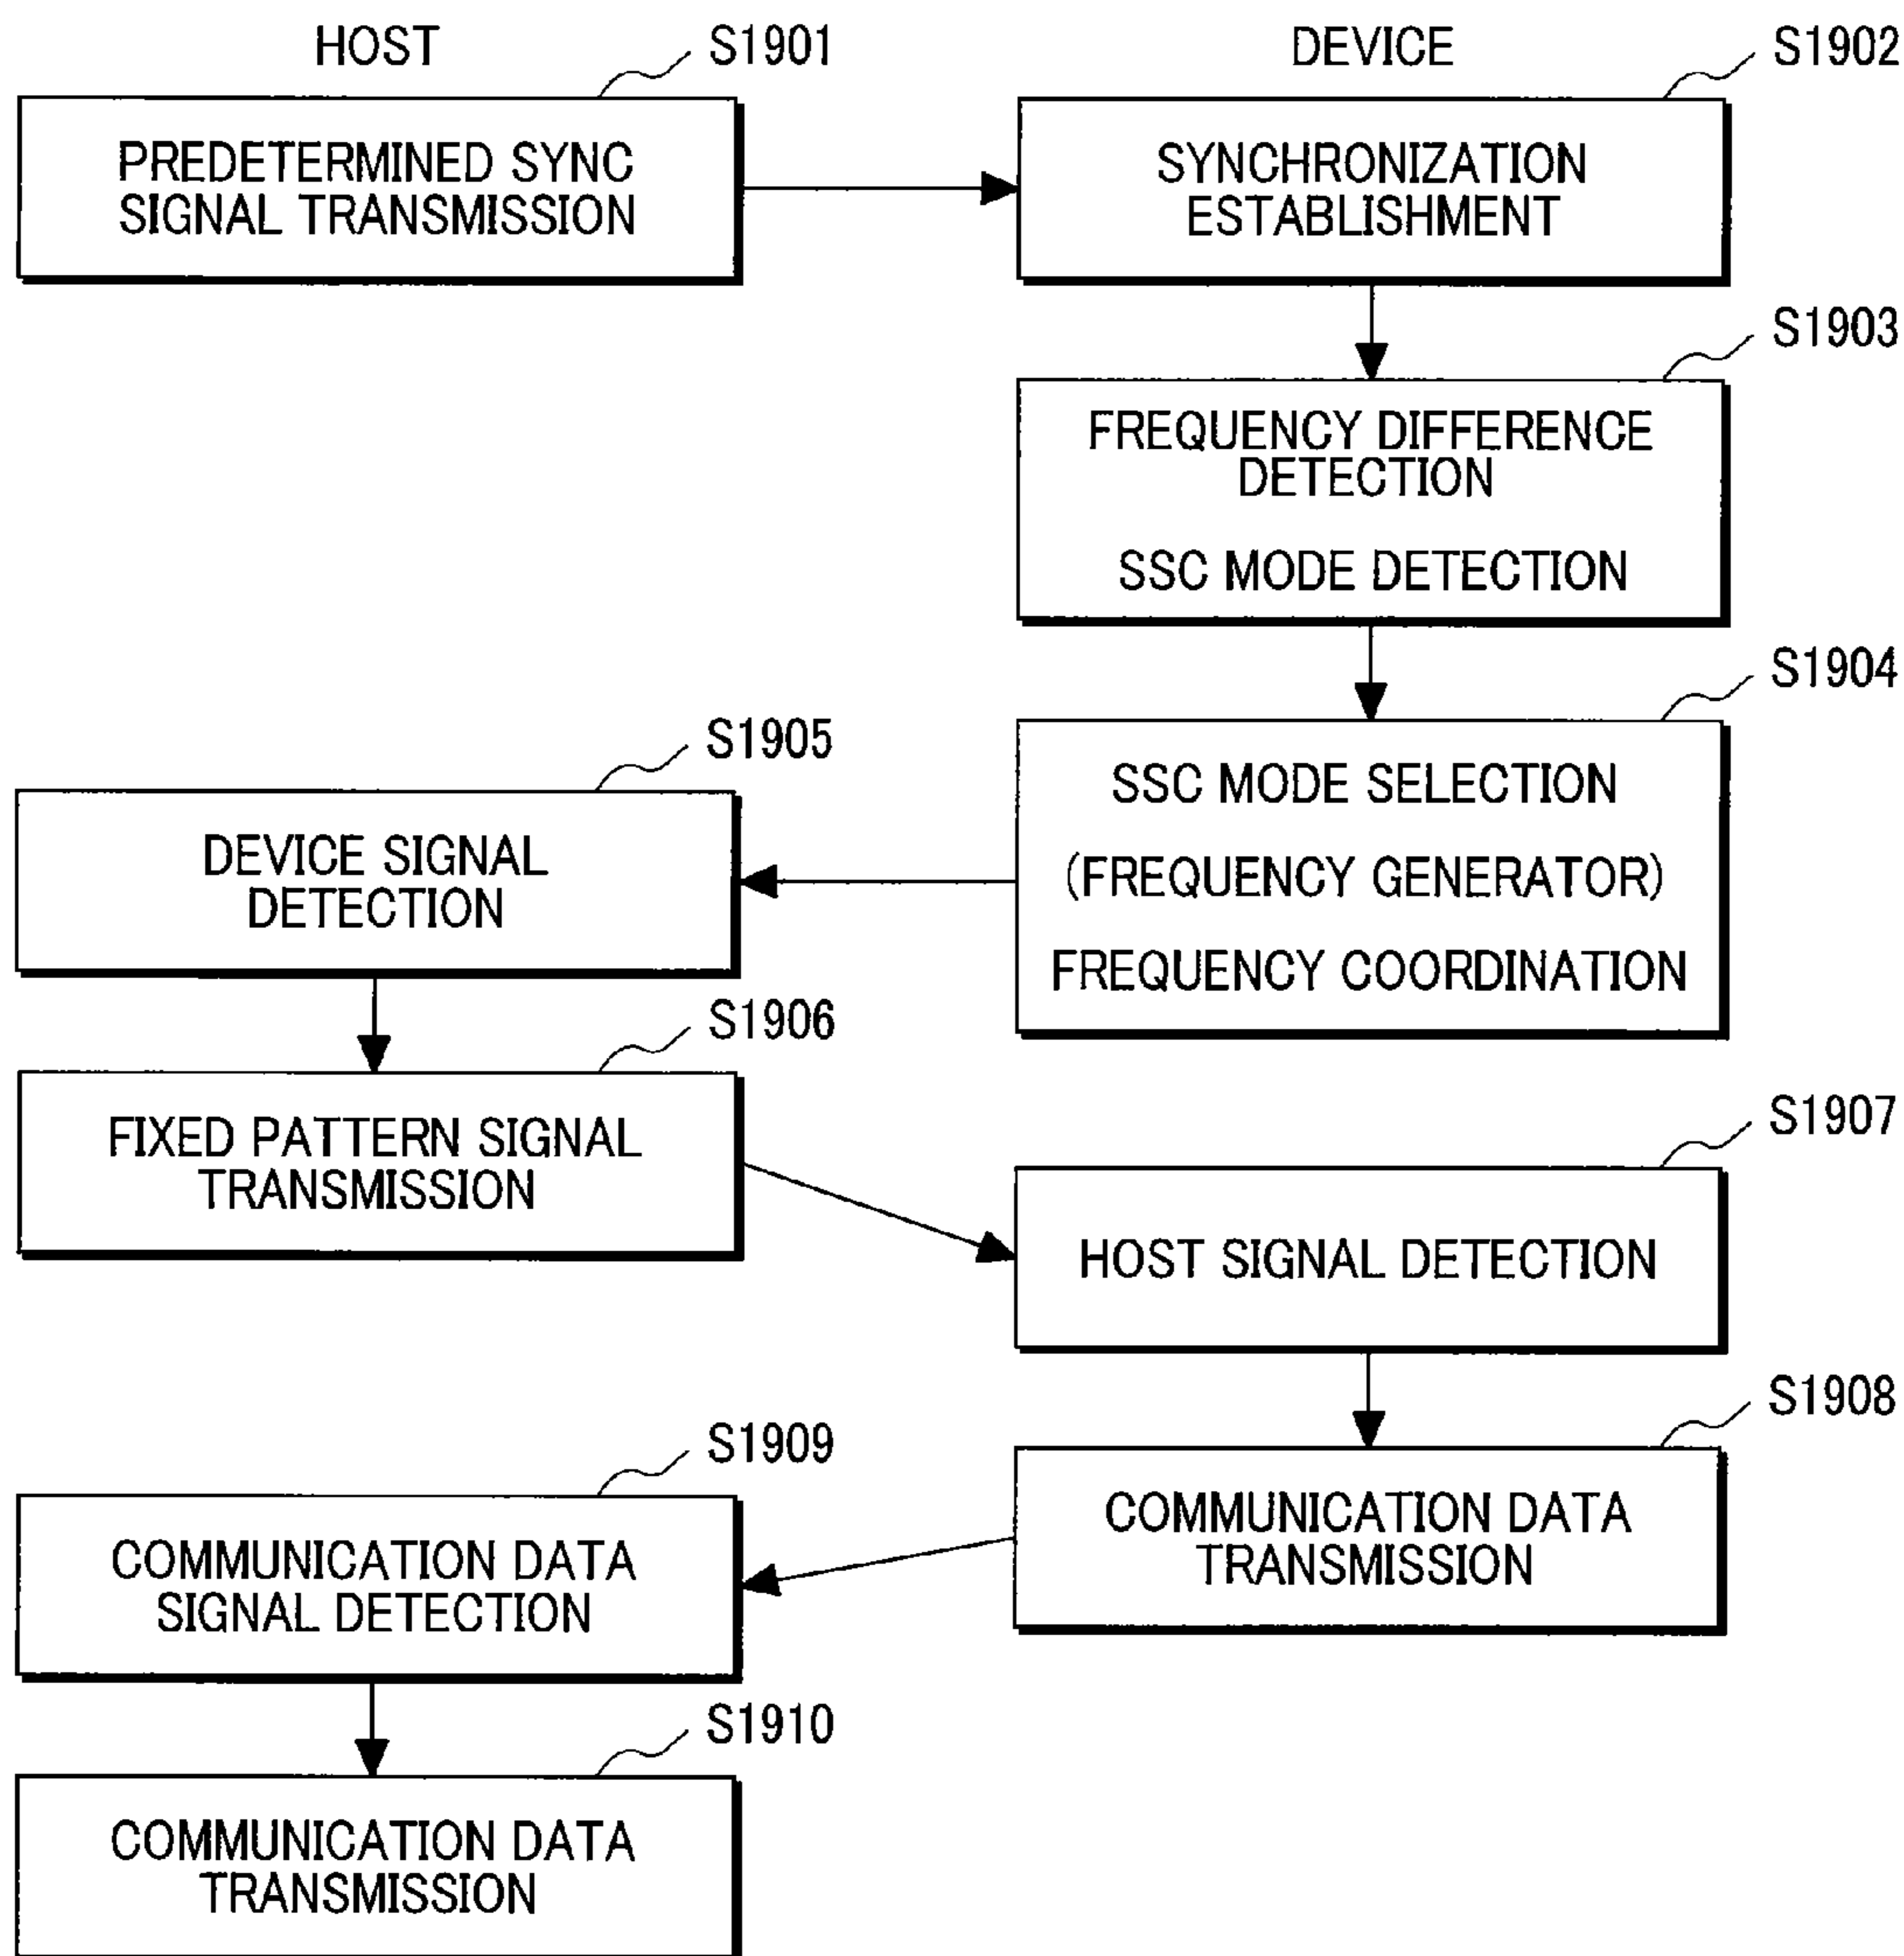 HOST
S1901
DEVICE
S1902
PREDETERMINED SYNC
SIGNAL TRANSMISSION
SYNCHRONIZATION
ESTABLISHMENT
S1903
FREQUENCY DIFFERENCE
DETECTION
SSC MODE DETECTION
S1904
SSC MODE SELECTION
(FREQUENCY GENERATOR)
FREQUENCY COORDINATION
S1905
DEVICE SIGNAL
DETECTION
S1906
FIXED PATTERN SIGNAL
TRANSMISSION
S1907
HOST SIGNAL DETECTION
S1908
COMMUNICATION DATA
TRANSMISSION
S1909
COMMUNICATION DATA
SIGNAL DETECTION
S1910
COMMUNICATION DATA
TRANSMISSION